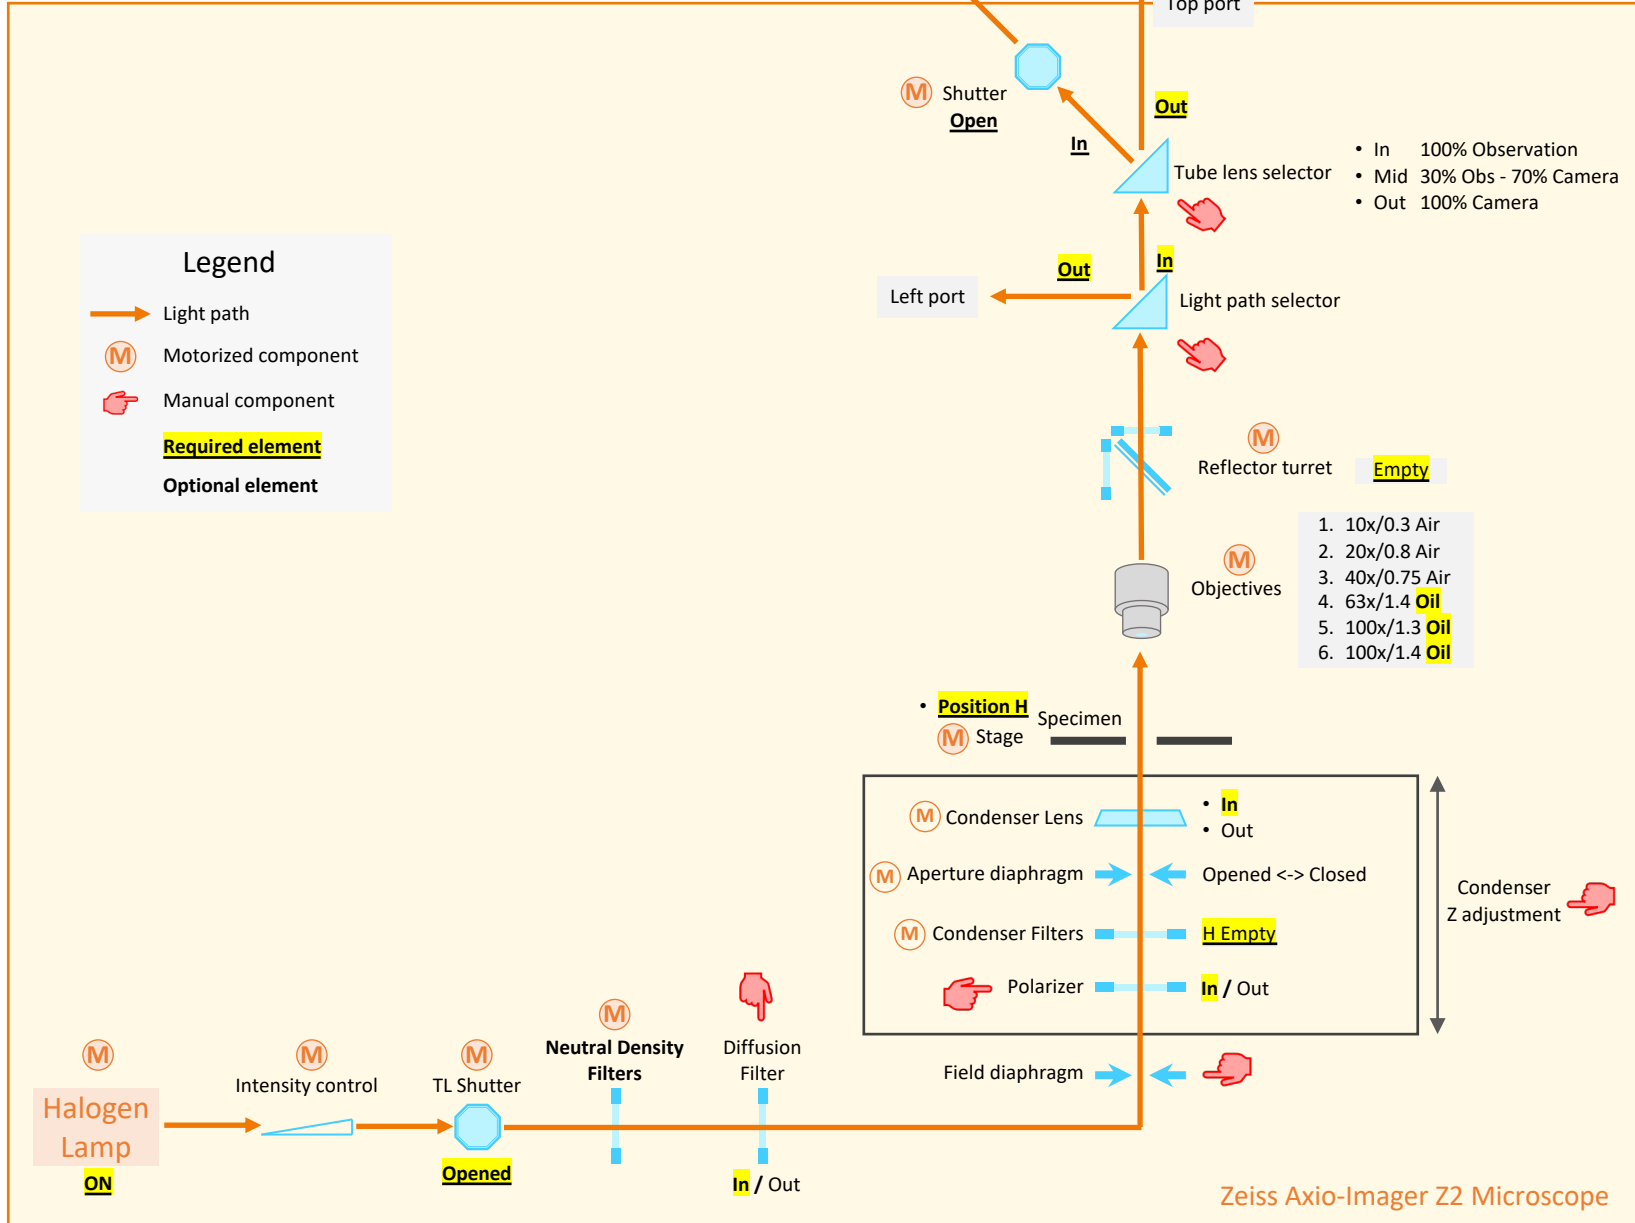 Top port
M
Shutter
Open
Out
In
Tube lens selector
• In 100% Observation
• Mid 30% Obs - 70% Camera
• Out 100% Camera
Legend
Light path
M Motorized component
Manual component
Required element
Optional element
Out
In
Left port
Light path selector
M
Reflector turret
Empty
M
Objectives
1. 10x/0.3 Air
2. 20x/0.8 Air
3. 40x/0.75 Air
4. 63x/1.4 Oil
5. 100x/1.3 Oil
6. 100x/1.4 Oil
• Position H
Specimen
M Stage
M Condenser Lens
• In
• Out
M Aperture diaphragm
Opened <-> Closed
M Condenser Filters
H Empty
Polarizer
In / Out
Condenser
Z adjustment
Field diaphragm
M
Halogen
Lamp
ON
M
Intensity control
M
TL Shutter
Opened
M
Neutral Density
Filters
Diffusion
Filter
In / Out
Zeiss Axio-Imager Z2 Microscope